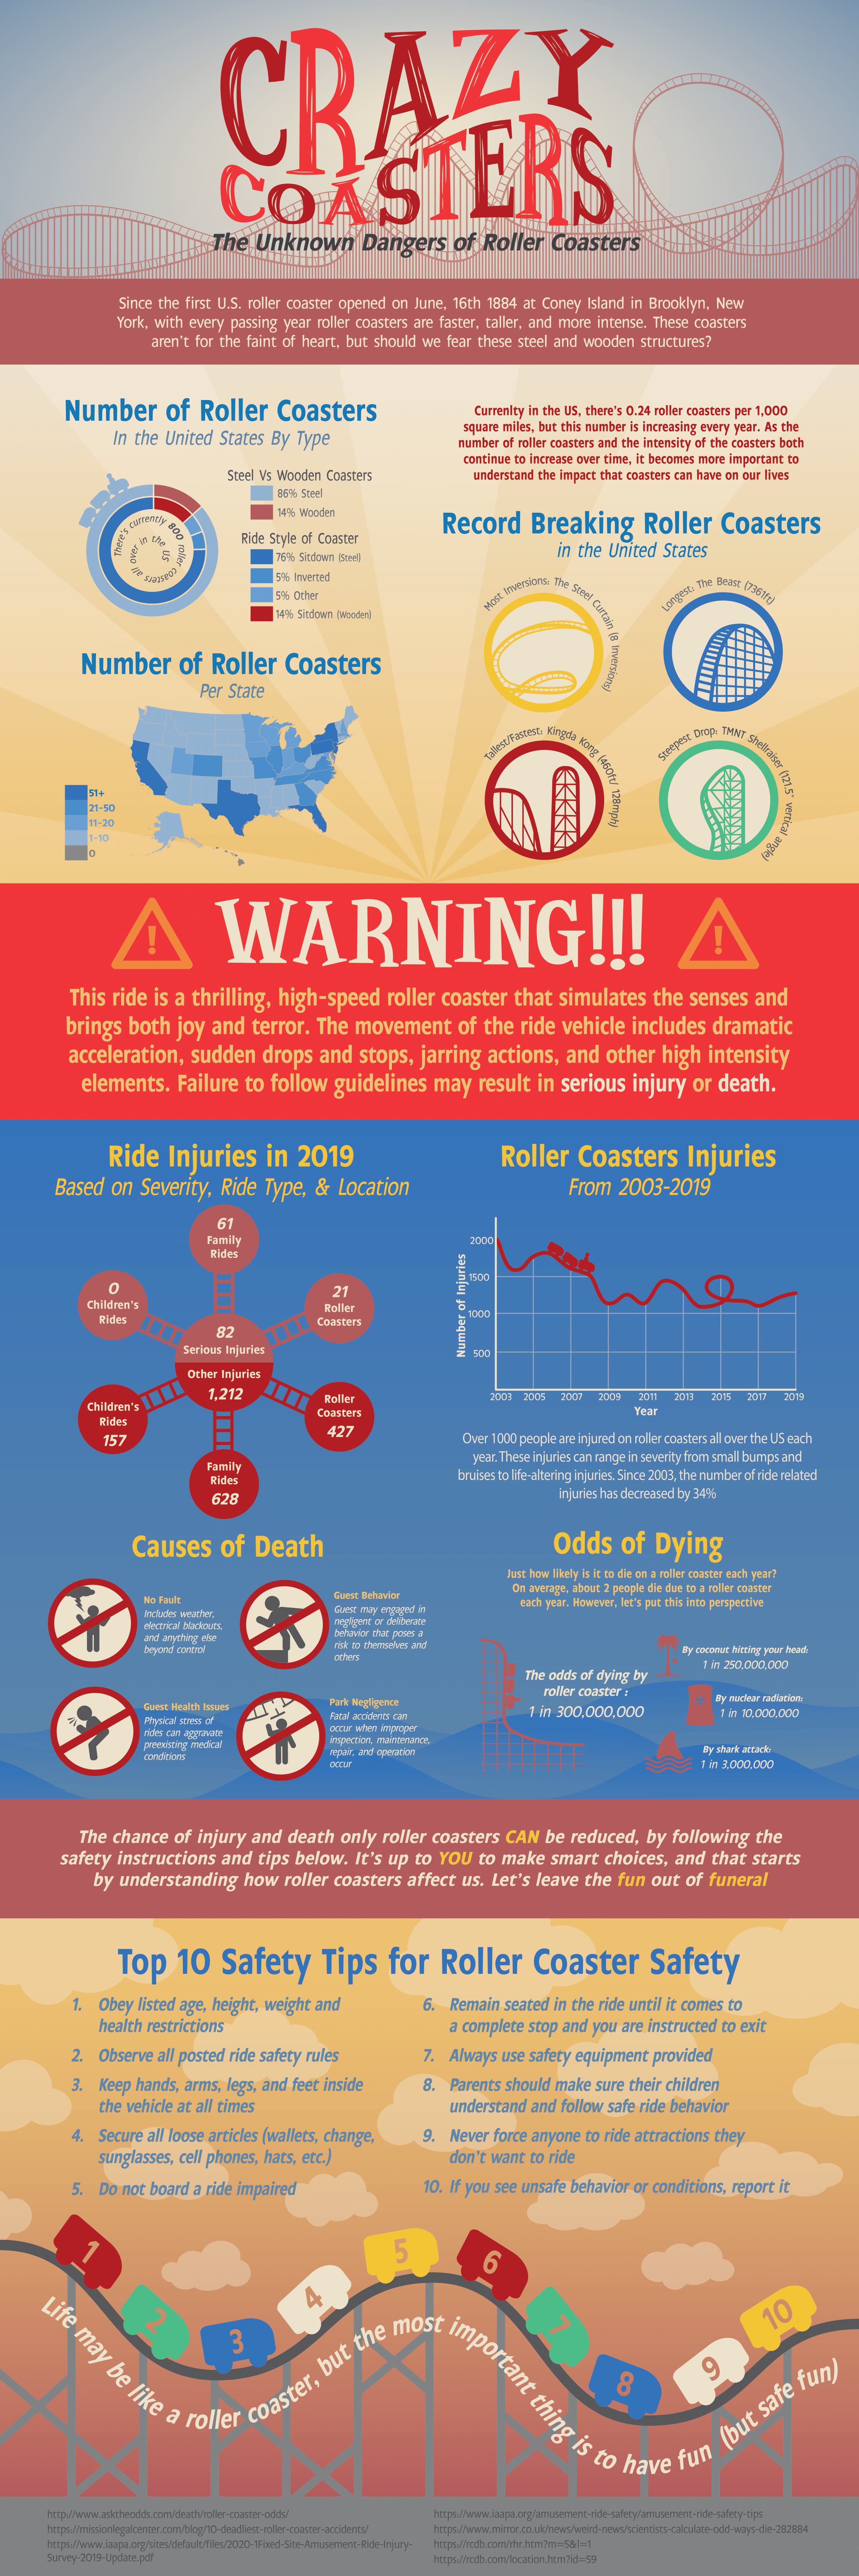 CRAZY
COASTERS
The Unknown Dangers of Roller Coasters
Since the first U.S. roller coaster opened on June, 16th 1884 at Coney Island in Brooklyn, New
York, with every passing year roller coasters are faster, taller, and more intense. These coasters
aren't for the faint of heart, but should we fear these steel and wooden structures?
Number of Roller Coasters
In the United States By Type
There's currently 800 roller coasters all over in the US
Steel Vs Wooden Coasters
86% Steel
14% Wooden
Ride Style of Coaster
76% Sitdown (Steel)
5% Inverted
5% Other
14% Sitdown (Wooden)
Number of Roller Coasters
Per State
51+
21-50
11-20
1-10
0
Currenlty in the US, there's 0.24 roller coasters per 1,000
square miles, but this number is increasing every year. As the
number of roller coasters and the intensity of the coasters both
continue to increase over time, it becomes more important to
understand the impact that coasters can have on our lives
Record Breaking Roller Coasters
in the United States
Most Inversions: The Steel Curtain (8 Inversions)
Longest: The Beast (7361ft)
Tallest/Fastest: Kingda Kong (460ft/ 128mph)
Steepest Drop: TMNT Shellraiser (121.5° vertical angle)
WARNING!!!
This ride is a thrilling, high-speed roller coaster that simulates the senses and
brings both joy and terror. The movement of the ride vehicle includes dramatic
acceleration, sudden drops and stops, jarring actions, and other high intensity
elements. Failure to follow guidelines may result in serious injury or death.
Ride Injuries in 2019
Based on Severity, Ride Type, & Location
61
Family
Rides
0
Children's
Rides
21
Roller
Coasters
82
Serious Injuries
Other Injuries
1,212
Children's
Rides
157
Roller
Coasters
427
Family
Rides
628
Roller Coasters Injuries
From 2003-2019
Number of Injuries
2000
1500
1000
500
2003 2005 2007 2009 2011 2013 2015 2017 2019
Year
Over 1000 people are injured on roller coasters all over the US each
year. These injuries can range in severity from small bumps and
bruises to life-altering injuries. Since 2003, the number of ride related
injuries has decreased by 34%
Causes of Death
No Fault
Includes weather,
electrical blackouts,
and anything else
beyond control
Guest Behavior
Guest may engaged in
negligent or deliberate
behavior that poses a
risk to themselves and
others
Guest Health Issues
Physical stress of
rides can aggravate
preexisting medical
conditions
Park Negligence
Fatal accidents can
occur when improper
inspection, maintenance,
repair, and operation
occur
Odds of Dying
Just how likely is it to die on a roller coaster each year?
On average, about 2 people die due to a roller coaster
each year. However, let's put this into perspective
The odds of dying by
roller coaster :
1 in 300,000,000
By coconut hitting your head:
1 in 250,000,000
By nuclear radiation:
1 in 10,000,000
By shark attack:
1 in 3,000,000
The chance of injury and death only roller coasters CAN be reduced, by following the
safety instructions and tips below. It's up to YOU to make smart choices, and that starts
by understanding how roller coasters affect us. Let's leave the fun out of funeral
Top 10 Safety Tips for Roller Coaster Safety
1. Obey listed age, height, weight and
health restrictions
2. Observe all posted ride safety rules
3. Keep hands, arms, legs, and feet inside
the vehicle at all times
4. Secure all loose articles (wallets, change,
sunglasses, cell phones, hats, etc.)
5. Do not board a ride impaired
6. Remain seated in the ride until it comes to
a complete stop and you are instructed to exit
7. Always use safety equipment provided
8. Parents should make sure their children
understand and follow safe ride behavior
9. Never force anyone to ride attractions they
don't want to ride
10. If you see unsafe behavior or conditions, report it
1
2
3
4
5
6
7
8
9
10
Life may be like a roller coaster, but the most important thing is to have fun (but safe fun)
http://www.asktheodds.com/death/roller-coaster-odds/
https://missionlegalcenter.com/blog/10-deadliest-roller-coaster-accidents/
https://www.iaapa.org/sites/default/files/2020-1Fixed-Site-Amusement-Ride-Injury-
Survey-2019-Update.pdf
https://www.iaapa.org/amusement-ride-safety/amusement-ride-safety-tips
https://www.mirror.co.uk/news/weird-news/scientists-calculate-odd-ways-die-282884
https://rcdb.com/rhr.htm?m=5&!=1
https://rcdb.com/location.htm?id=59